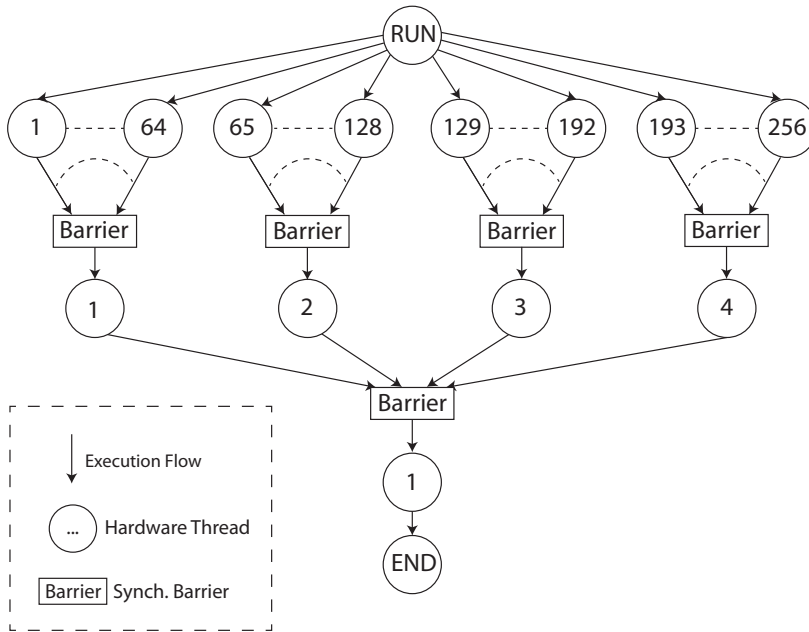 RUN
1 64 65 128 129 192 193 256
Barrier Barrier Barrier Barrier
1 2 3 4
Barrier
1
END
Execution Flow
... Hardware Thread
Barrier Synch. Barrier